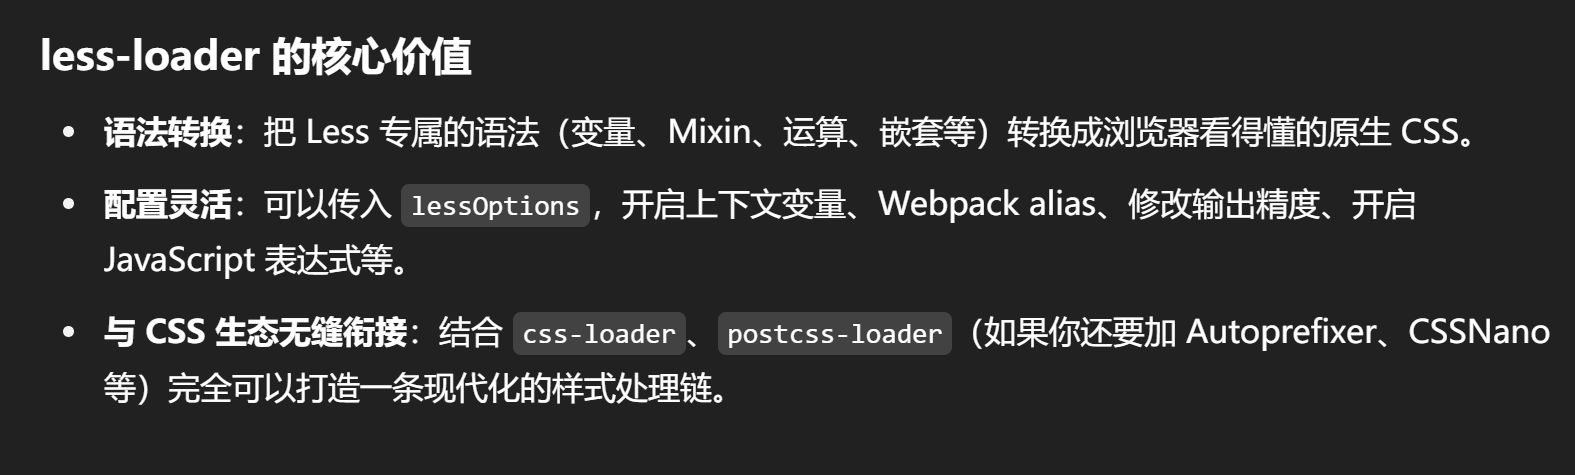 less-loader 的核心价值
• 语法转换：把 Less 专属的语法（变量、Mixin、运算、嵌套等）转换成浏览器看得懂的原生 CSS。
• 配置灵活：可以传入 lessOptions，开启上下文变量、Webpack alias、修改输出精度、开启
JavaScript 表达式等。
• 与 CSS 生态无缝衔接：结合 css-loader、postcss-loader（如果你还要加 Autoprefixer、CSSNano
等）完全可以打造一条现代化的样式处理链。